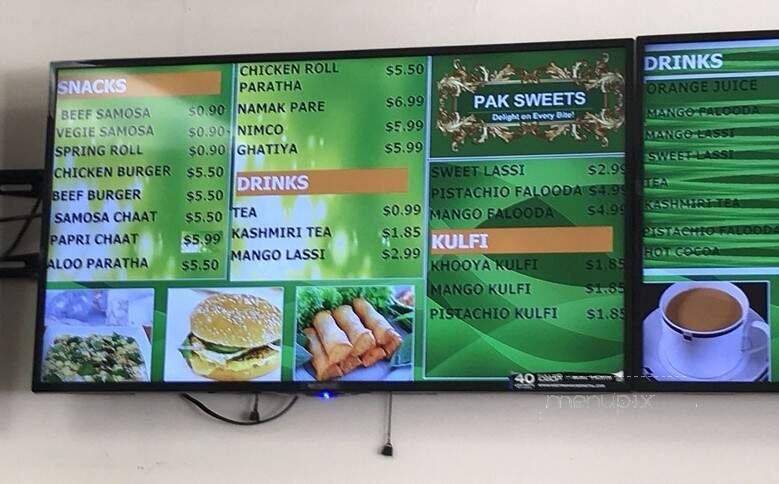 SNACKS
BEEF SAMOSA $0.90
VEGIE SAMOSA $0.90
SPRING ROLL $0.90
CHICKEN BURGER $5.50
BEEF BURGER $5.50
SAMOSA CHAAT $5.50
PAPRI CHAAT $5.99
ALOO PARATHA $5.50
CHICKEN ROLL $5.50
PARATHA
NAMAK PARE $6.99
NIMCO $5.99
GHATIYA $5.99
DRINKS
TEA $0.99
KASHMIRI TEA $1.85
MANGO LASSI $2.99
PAK SWEETS
Delight on Every Bite!
SWEET LASSI $2.99
PISTACHIO FALOODA $4.99
MANGO FALOODA $4.99
KULFI
KHOOYA KULFI $1.85
MANGO KULFI $1.85
PISTACHIO KULFI $1.85
40
DRINKS
ORANGE JUICE
MANGO FALOODA
MANGO LASSI
SWEET LASSI
TEA
KASHMIRI TEA
PISTACHIO FALOODA
HOT COCOA
menupix